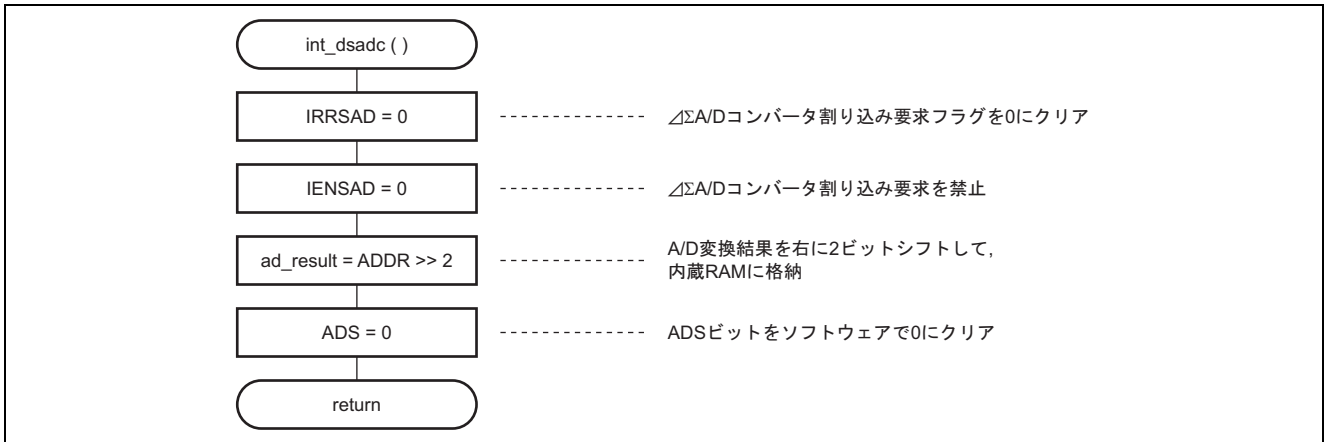 int_dsadc ( )
IRRSAD = 0
⊿ΣA/Dコンバータ割り込み要求フラグを0にクリア
IENSAD = 0
⊿ΣA/Dコンバータ割り込み要求を禁止
ad_result = ADDR >> 2
A/D変換結果を右に2ビットシフトして,
内蔵RAMに格納
ADS = 0
ADSビットをソフトウェアで0にクリア
return